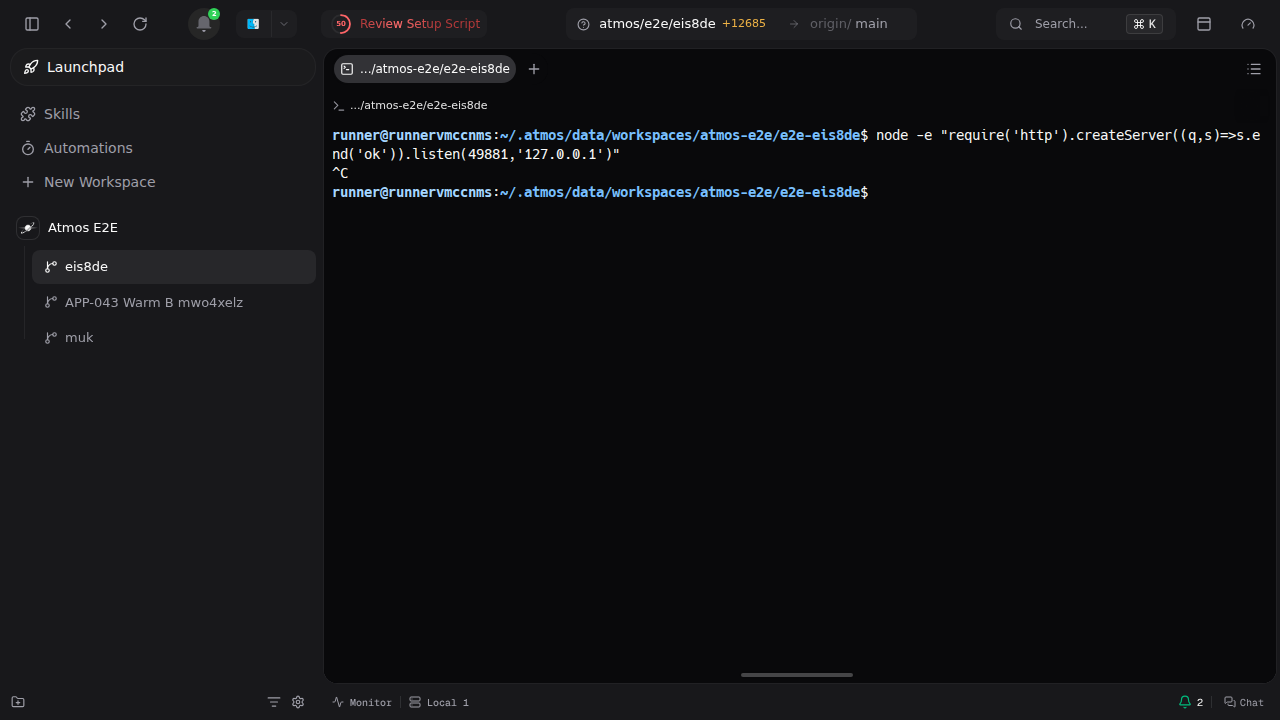 2
50 Review Setup Script
atmos/e2e/eis8de +12685 → origin/ main
Search... ⌘ K
Launchpad
Skills
Automations
New Workspace
Atmos E2E
eis8de
APP-043 Warm B mwo4xelz
muk
.../atmos-e2e/e2e-eis8de
.../atmos-e2e/e2e-eis8de
runner@runnervmccnms:~/.atmos/data/workspaces/atmos-e2e/e2e-eis8de$ node -e "require('http').createServer((q,s)=>s.e
nd('ok')).listen(49881,'127.0.0.1')"
^C
runner@runnervmccnms:~/.atmos/data/workspaces/atmos-e2e/e2e-eis8de$
Monitor
Local 1
2
Chat